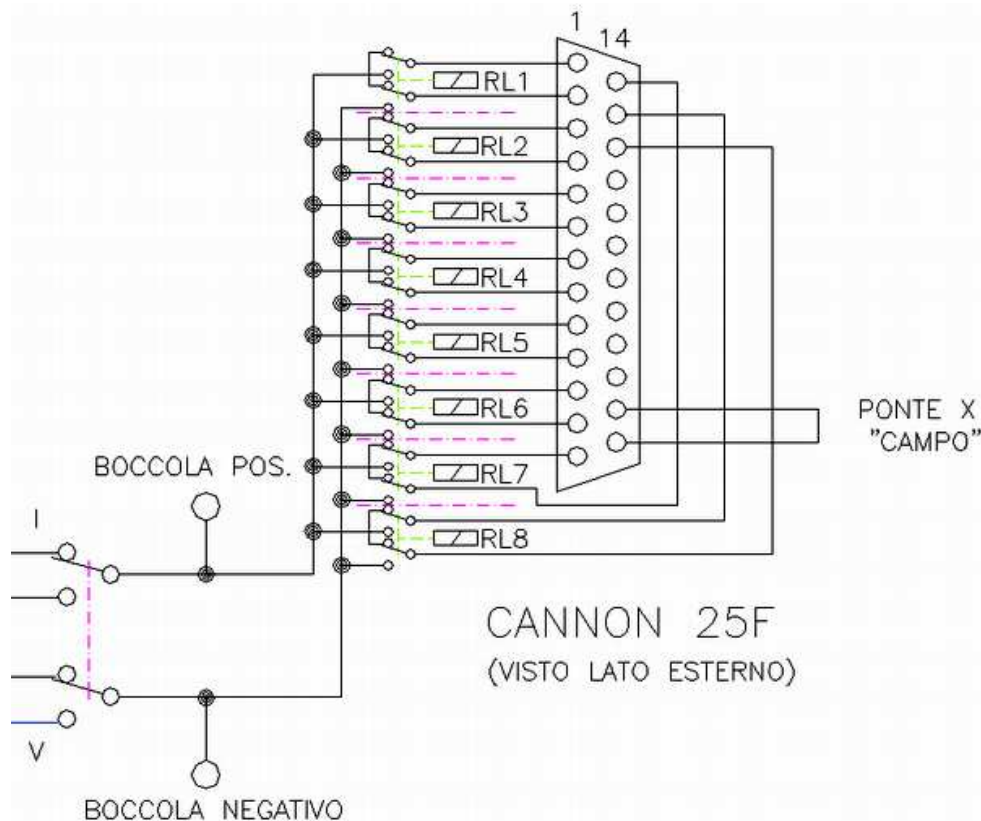 1
14
RL1
RL2
RL3
RL4
RL5
RL6
RL7
RL8
PONTE X
"CAMPO"
BOCCOLA POS.
I
CANNON 25F
(VISTO LATO ESTERNO)
V
BOCCOLA NEGATIVO